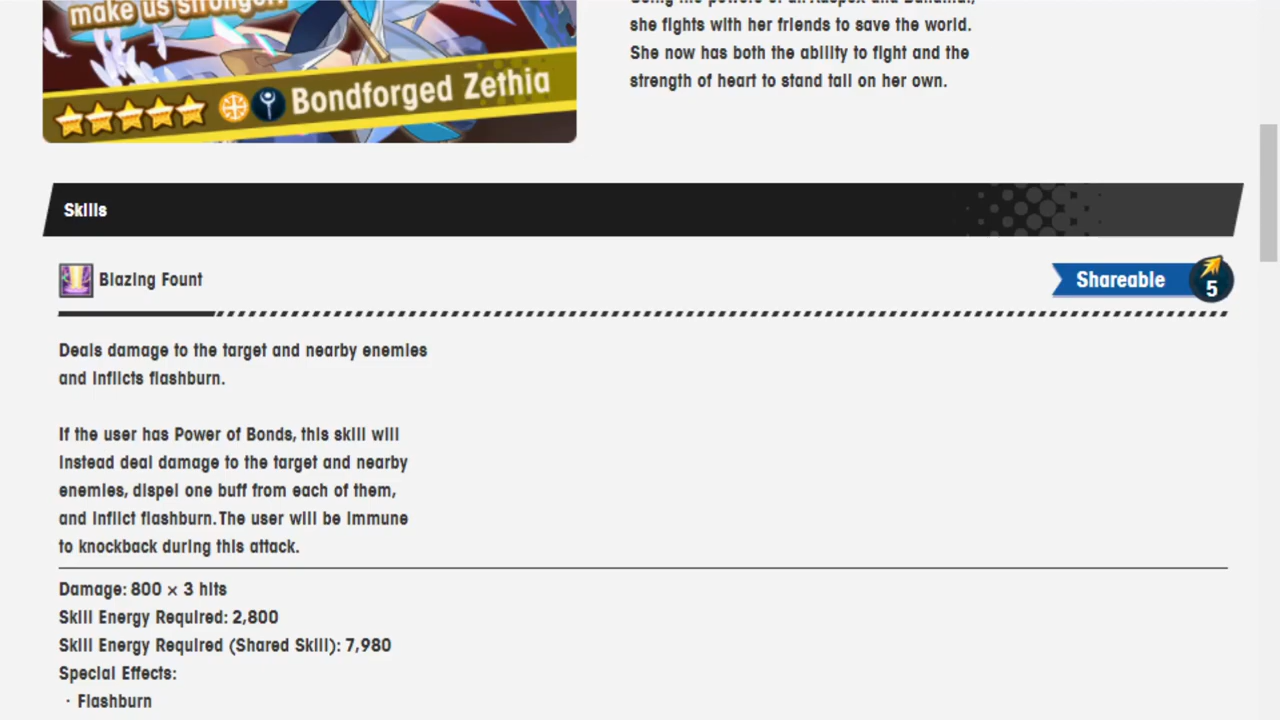 make us stronger!
Bondforged Zethia
she fights with her friends to save the world.
She now has both the ability to fight and the
strength of heart to stand tall on her own.
Skills
Blazing Fount
Shareable
5
Deals damage to the target and nearby enemies
and inflicts flashburn.
If the user has Power of Bonds, this skill will
instead deal damage to the target and nearby
enemies, dispel one buff from each of them,
and inflict flashburn. The user will be immune
to knockback during this attack.
Damage: 800 × 3 hits
Skill Energy Required: 2,800
Skill Energy Required (Shared Skill): 7,980
Special Effects:
· Flashburn